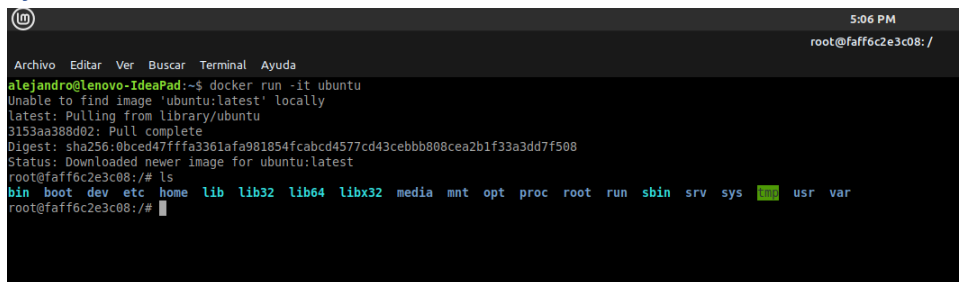 5:06 PM
root@faff6c2e3c08: /
Archivo Editar Ver Buscar Terminal Ayuda
alejandro@lenovo-IdeaPad:~$ docker run -it ubuntu
Unable to find image 'ubuntu:latest' locally
latest: Pulling from library/ubuntu
3153aa388d02: Pull complete
Digest: sha256:0bced47fffa3361afa981854fcabcd4577cd43cebbb808cea2b1f33a3dd7f508
Status: Downloaded newer image for ubuntu:latest
root@faff6c2e3c08:/# ls
bin boot dev etc home lib lib32 lib64 libx32 media mnt opt proc root run sbin srv sys tmp usr var
root@faff6c2e3c08:/#